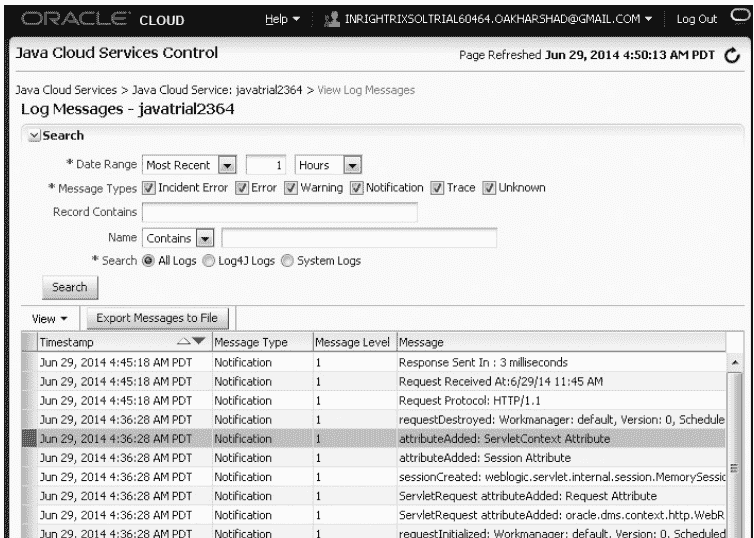 ORACLE CLOUD Help INRIGHTRIXSOLTRIAL60464.OAKHARSHAD@GMAIL.COM Log Out
Java Cloud Services Control Page Refreshed Jun 29, 2014 4:50:13 AM PDT
Java Cloud Services > Java Cloud Service: javatrial2364 > View Log Messages
Log Messages - javatrial2364
Search
* Date Range Most Recent 1 Hours
* Message Types Incident Error Error Warning Notification Trace Unknown
Record Contains
Name Contains
* Search All Logs Log4J Logs System Logs
Search
View Export Messages to File
Timestamp Message Type Message Level Message
Jun 29, 2014 4:45:18 AM PDT Notification 1 Response Sent In : 3 milliseconds
Jun 29, 2014 4:45:18 AM PDT Notification 1 Request Received At:6/29/14 11:45 AM
Jun 29, 2014 4:45:18 AM PDT Notification 1 Request Protocol: HTTP/1.1
Jun 29, 2014 4:36:28 AM PDT Notification 1 requestDestroyed: Workmanager: default, Version: 0, Schedule
Jun 29, 2014 4:36:28 AM PDT Notification 1 attributeAdded: ServletContext Attribute
Jun 29, 2014 4:36:28 AM PDT Notification 1 attributeAdded: Session Attribute
Jun 29, 2014 4:36:28 AM PDT Notification 1 sessionCreated: weblogic.servlet.internal.session.MemorySessic
Jun 29, 2014 4:36:28 AM PDT Notification 1 ServletRequest attributeAdded: Request Attribute
Jun 29, 2014 4:36:28 AM PDT Notification 1 ServletRequest attributeAdded: oracle.dms.context.http.WebR
Jun 29, 2014 4:36:28 AM PDT Notification 1 requestInitialized: Workmanager: default, Version: 0, Scheduled